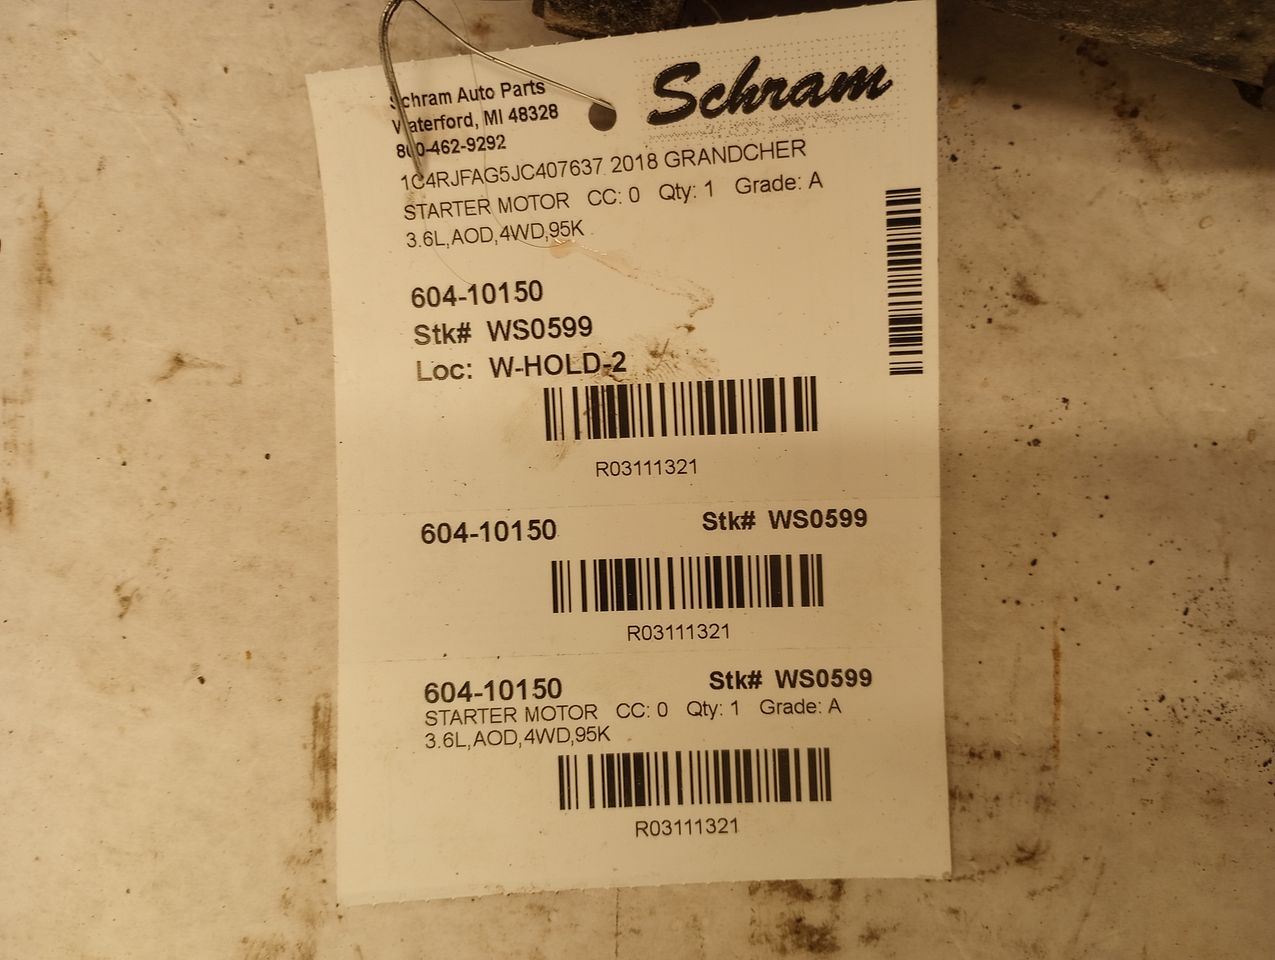 Schram
Schram Auto Parts
Waterford, MI 48328
800-462-9292
1C4RJFAG5JC407637 2018 GRANDCHER
STARTER MOTOR CC: 0 Qty: 1 Grade: A
3.6L,AOD,4WD,95K
604-10150
Stk# WS0599
Loc: W-HOLD-2
R03111321
604-10150 Stk# WS0599
R03111321
604-10150 Stk# WS0599
STARTER MOTOR CC: 0 Qty: 1 Grade: A
3.6L,AOD,4WD,95K
R03111321